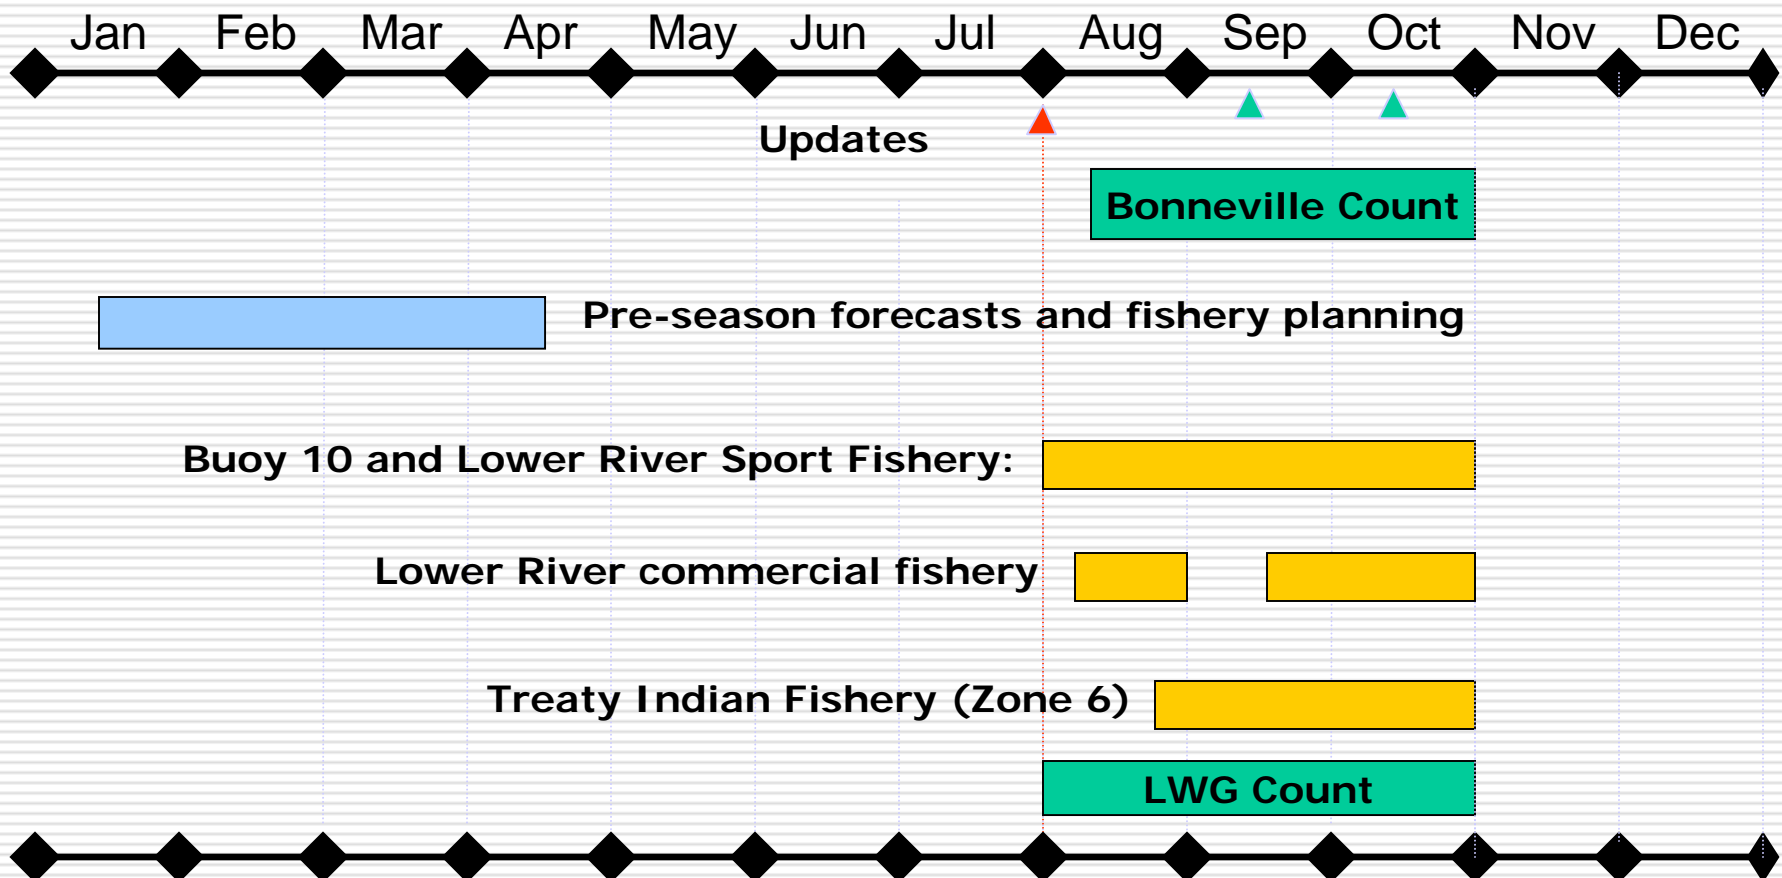 Jan Feb Mar Apr May Jun Jul Aug Sep Oct Nov Dec
Updates
Bonneville Count
Pre-season forecasts and fishery planning
Buoy 10 and Lower River Sport Fishery:
Lower River commercial fishery
Treaty Indian Fishery (Zone 6)
LWG Count